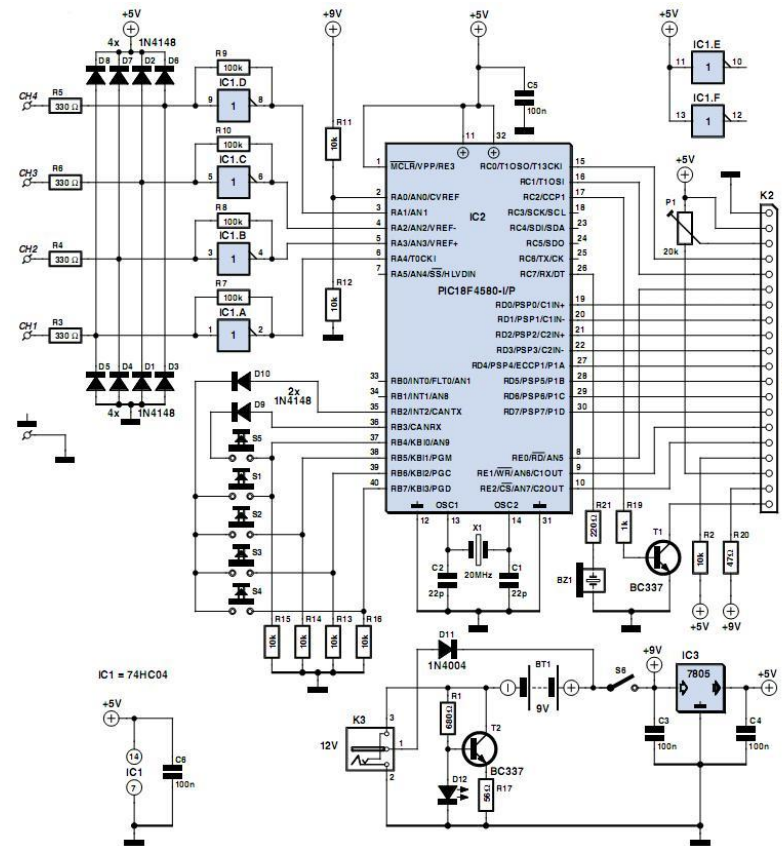 +5V
4x 1N4148
D8 D7 D2 D6
CH4
R5
330 Ω
CH3
R6
330 Ω
CH2
R4
330 Ω
CH1
R3
330 Ω
D5 D4 D1 D3
4x 1N4148
R9
100k
IC1.D
9 1 8
R10
100k
IC1.C
5 1 6
R8
100k
IC1.B
3 1 4
R7
100k
IC1.A
1 1 2
+9V
R11
10k
R12
10k
+5V
C5
100n
11 32
IC1.E
11 1 10
IC1.F
13 1 12
IC2
PIC18F4580-I/P
1 MCLR/VPP/RE3
2 RA0/AN0/CVREF
3 RA1/AN1
4 RA2/AN2/VREF-
5 RA3/AN3/VREF+
6 RA4/T0CKI
7 RA5/AN4/SS/HLVDIN
33 RB0/INT0/FLT0/AN1
34 RB1/INT1/AN8
35 RB2/INT2/CANTX
36 RB3/CANRX
37 RB4/KBI0/AN9
38 RB5/KBI1/PGM
39 RB6/KBI2/PGC
40 RB7/KBI3/PGD
RC0/T1OSO/T13CKI 15
RC1/T1OSI 16
RC2/CCP1 17
RC3/SCK/SCL 18
RC4/SDI/SDA 23
RC5/SDO 24
RC6/TX/CK 25
RC7/RX/DT 26
RD0/PSP0/C1IN+ 19
RD1/PSP1/C1IN- 20
RD2/PSP2/C2IN+ 21
RD3/PSP3/C2IN- 22
RD4/PSP4/ECCP1/P1A 27
RD5/PSP5/P1B 28
RD6/PSP6/P1C 29
RD7/PSP7/P1D 30
RE0/RD/AN5 8
RE1/WR/AN6/C1OUT 9
RE2/CS/AN7/C2OUT 10
OSC1 OSC2
12 13 14 31
+5V
P1
20k
K2
D10
2x
1N4148
D9
S5
S1
S2
S3
S4
R15 R14 R13 R16
10k 10k 10k 10k
X1
20MHz
C2
22p
C1
22p
R21
220Ω
R19
1k
BZ1
T1
BC337
R2
10k
R20
47Ω
+5V +9V
IC1 = 74HC04
+5V
14
IC1
7
C6
100n
D11
1N4004
BT1
9V
S6
+9V
IC3
7805
+5V
C3
100n
C4
100n
12V
K3
3
1
2
R1
680Ω
T2
BC337
D12
R17
56Ω